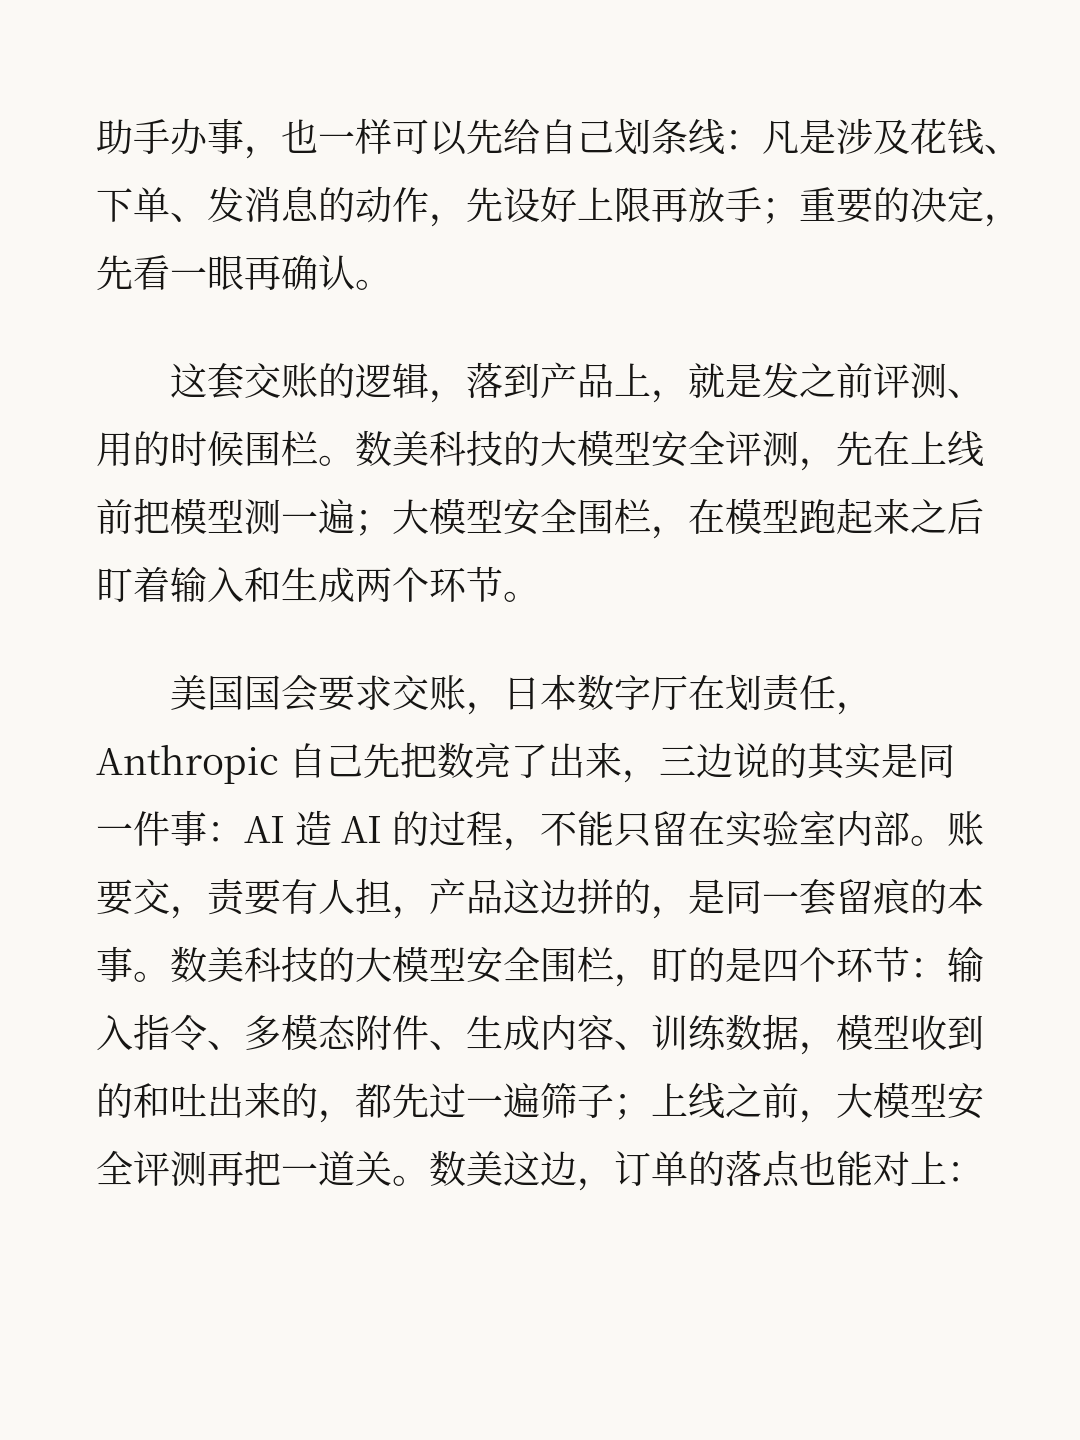 助手办事，也一样可以先给自己划条线：凡是涉及花钱、
下单、发消息的动作，先设好上限再放手；重要的决定，
先看一眼再确认。
这套交账的逻辑，落到产品上，就是发之前评测、
用的时候围栏。数美科技的大模型安全评测，先在上线
前把模型测一遍；大模型安全围栏，在模型跑起来之后
盯着输入和生成两个环节。
美国国会要求交账，日本数字厅在划责任，
Anthropic 自己先把数亮了出来，三边说的其实是同
一件事：AI 造 AI 的过程，不能只留在实验室内部。账
要交，责要有人担，产品这边拼的，是同一套留痕的本
事。数美科技的大模型安全围栏，盯的是四个环节：输
入指令、多模态附件、生成内容、训练数据，模型收到
的和吐出来的，都先过一遍筛子；上线之前，大模型安
全评测再把一道关。数美这边，订单的落点也能对上：